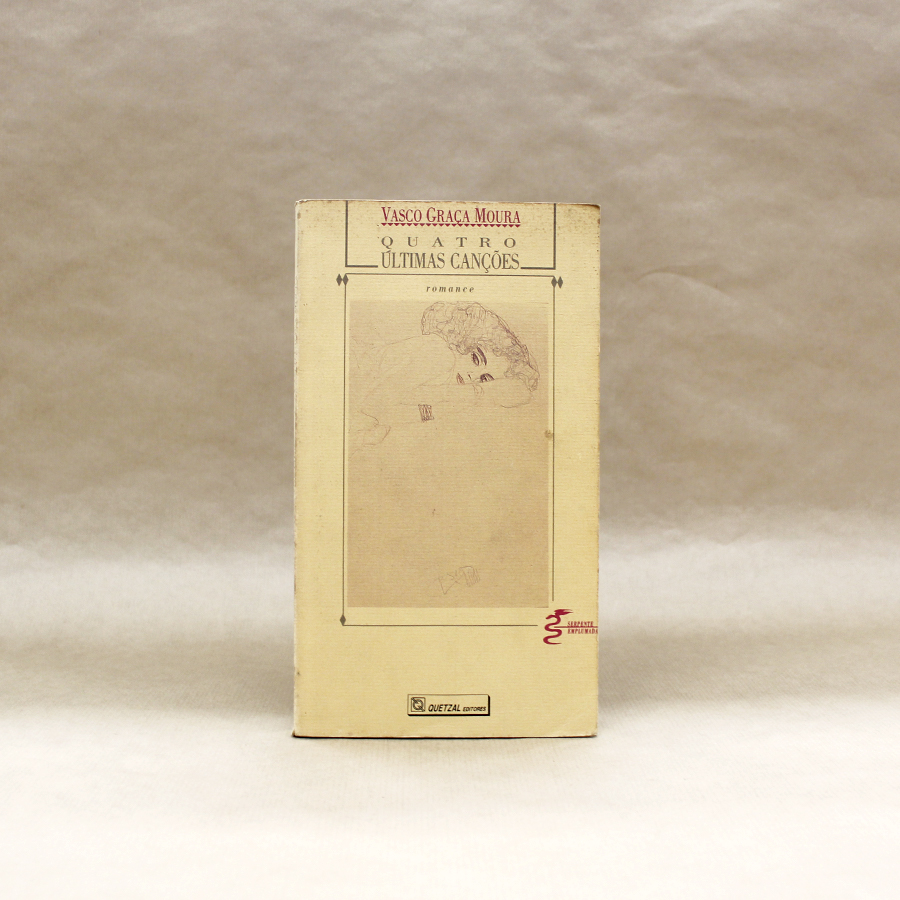 VASCO GRAÇA MOURA
QUATRO
ÚLTIMAS CANÇÕES
romance
SERPENTE
EMPLUMADA
QUETZAL EDITORES